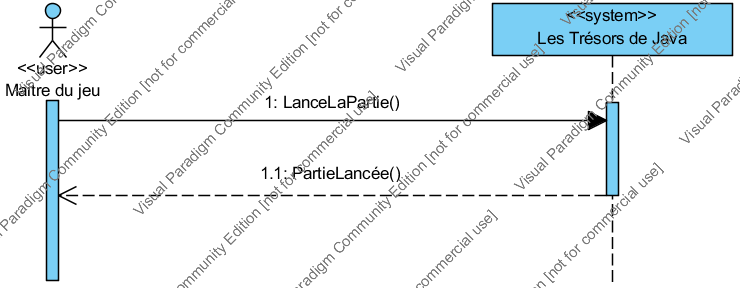 <<system>>
Les Trésors de Java
<<user>>
Maitre du jeu
1: LanceLaPartie()
1.1: PartieLancée()
Visual Paradigm Community Edition [not for commercial use]